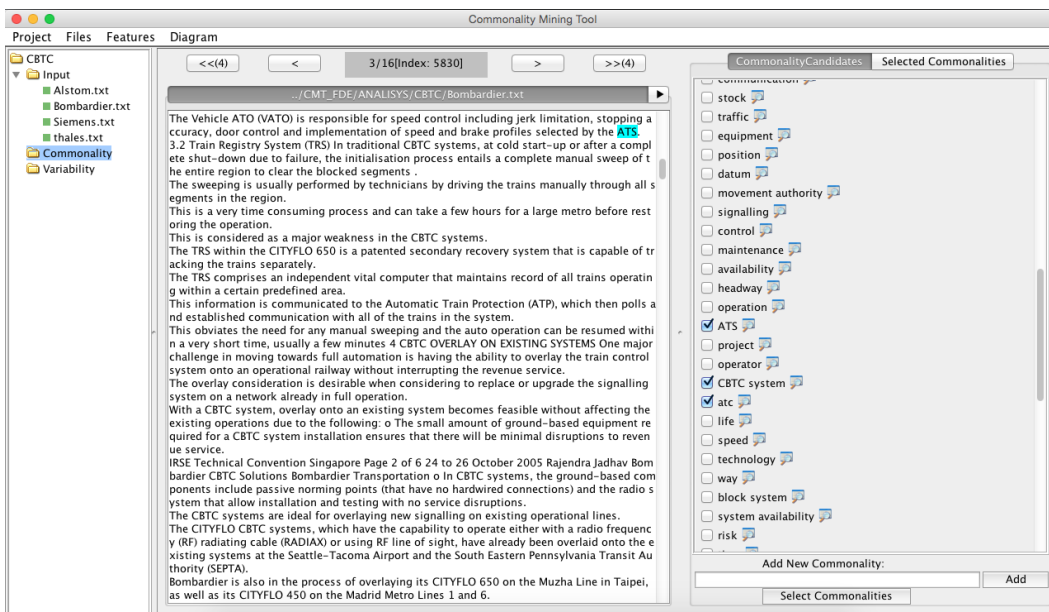 Commonality Mining Tool
Project Files Features Diagram
CBTC
Input
Alstom.txt
Bombardier.txt
Siemens.txt
thales.txt
Commonality
Variability
<<(4) < 3/16[Index: 5830] > >>(4)
../CMT_FDE/ANALISYS/CBTC/Bombardier.txt
The Vehicle ATO (VATO) is responsible for speed control including jerk limitation, stopping a
ccuracy, door control and implementation of speed and brake profiles selected by the ATS.
3.2 Train Registry System (TRS) In traditional CBTC systems, at cold start-up or after a compl
ete shut-down due to failure, the initialisation process entails a complete manual sweep of t
he entire region to clear the blocked segments .
The sweeping is usually performed by technicians by driving the trains manually through all s
egments in the region.
This is a very time consuming process and can take a few hours for a large metro before rest
oring the operation.
This is considered as a major weakness in the CBTC systems.
The TRS within the CITYFLO 650 is a patented secondary recovery system that is capable of tr
acking the trains separately.
The TRS comprises an independent vital computer that maintains record of all trains operatin
g within a certain predefined area.
This information is communicated to the Automatic Train Protection (ATP), which then polls a
nd established communication with all of the trains in the system.
This obviates the need for any manual sweeping and the auto operation can be resumed withi
n a very short time, usually a few minutes 4 CBTC OVERLAY ON EXISTING SYSTEMS One major
challenge in moving towards full automation is having the ability to overlay the train control
system onto an operational railway without interrupting the revenue service.
The overlay consideration is desirable when considering to replace or upgrade the signalling
system on a network already in full operation.
With a CBTC system, overlay onto an existing system becomes feasible without affecting the
existing operations due to the following: o The small amount of ground-based equipment re
quired for a CBTC system installation ensures that there will be minimal disruptions to reven
ue service.
IRSE Technical Convention Singapore Page 2 of 6 24 to 26 October 2005 Rajendra Jadhav Bom
bardier CBTC Solutions Bombardier Transportation o In CBTC systems, the ground-based com
ponents include passive norming points (that have no hardwired connections) and the radio s
ystem that allow installation and testing with no service disruptions.
The CBTC systems are ideal for overlaying new signalling on existing operational lines.
The CITYFLO CBTC systems, which have the capability to operate either with a radio frequenc
y (RF) radiating cable (RADIAX) or using RF line of sight, have already been overlaid onto the e
xisting systems at the Seattle-Tacoma Airport and the South Eastern Pennsylvania Transit Au
thority (SEPTA).
Bombardier is also in the process of overlaying its CITYFLO 650 on the Muzha Line in Taipei,
as well as its CITYFLO 450 on the Madrid Metro Lines 1 and 6.
CommonalityCandidates Selected Commonalities
communication
stock
traffic
equipment
position
datum
movement authority
signalling
control
maintenance
availability
headway
operation
ATS
project
operator
CBTC system
atc
life
speed
technology
way
block system
system availability
risk
Add New Commonality:
Add
Select Commonalities